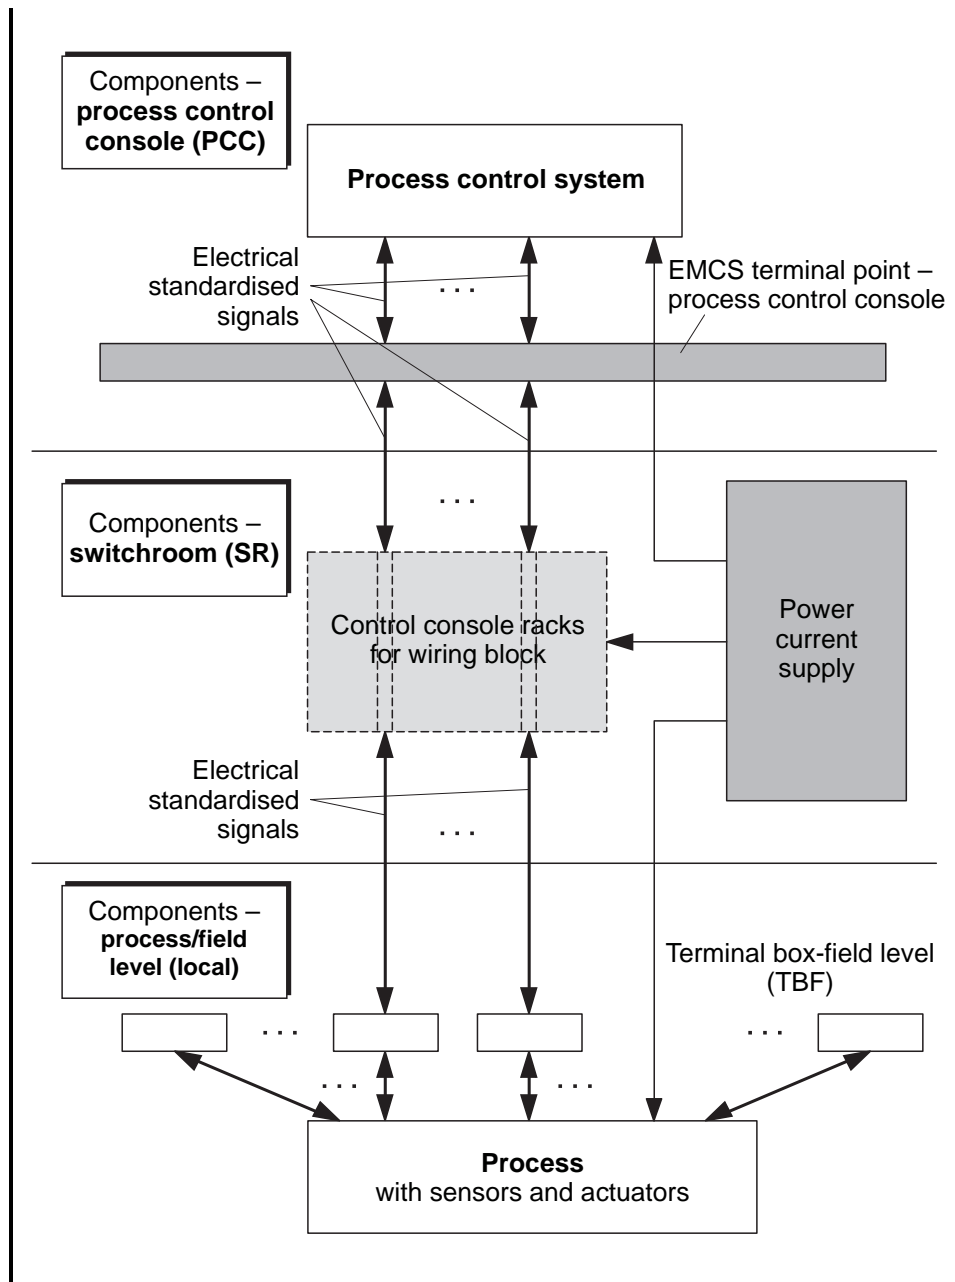 Components –
process control
console (PCC)
Process control system
Electrical
standardised
signals
. . .
EMCS terminal point –
process control console
. . .
Components –
switchroom (SR)
Control console racks
for wiring block
Power
current
supply
Electrical
standardised
signals
. . .
Components –
process/field
level (local)
Terminal box-field level
(TBF)
. . .
. . .
. . .
. . .
Process
with sensors and actuators